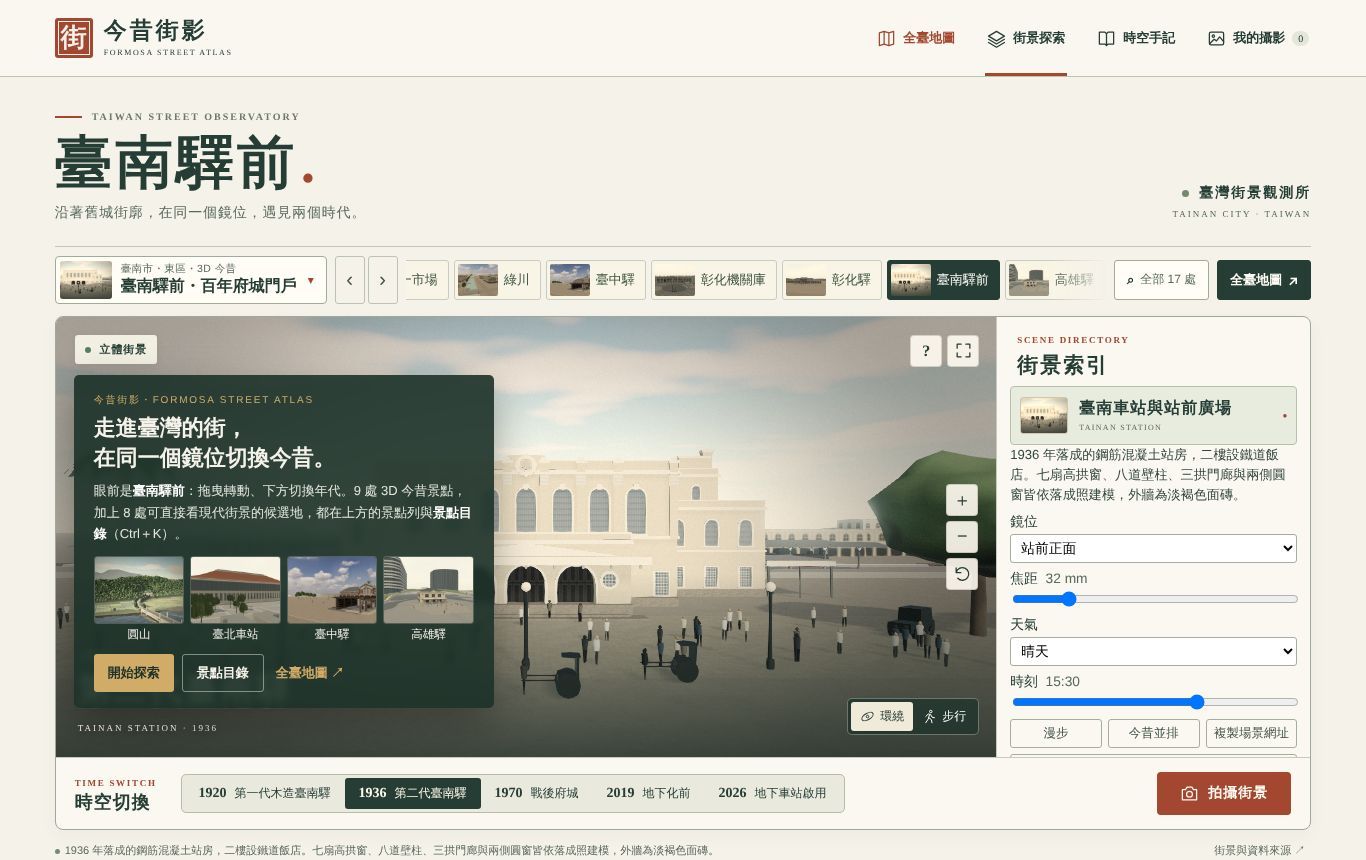 街
今昔街影
FORMOSA STREET ATLAS
全臺地圖
街景探索
時空手記
我的攝影 0
TAIWAN STREET OBSERVATORY
臺南驛前.
沿著舊城街廓，在同一個鏡位，遇見兩個時代。
臺灣街景觀測所
TAINAN CITY · TAIWAN
臺南市・東區・3D 今昔
臺南驛前・百年府城門戶 ▼
‹ ›
市場
綠川
臺中驛
彰化機關庫
彰化驛
臺南驛前
高雄驛
全部 17 處
全臺地圖 ↗
立體街景
?
今昔街影・FORMOSA STREET ATLAS
走進臺灣的街，
在同一個鏡位切換今昔。
眼前是臺南驛前：拖曳轉動、下方切換年代。9 處 3D 今昔景點，
加上 8 處可直接看現代街景的候選地，都在上方的景點列與景點目
錄（Ctrl＋K）。
圓山
臺北車站
臺中驛
高雄驛
開始探索
景點目錄
全臺地圖 ↗
TAINAN STATION · 1936
+
−
環繞
步行
SCENE DIRECTORY
街景索引
臺南車站與站前廣場
TAINAN STATION
1936 年落成的鋼筋混凝土站房，二樓設鐵道飯
店。七扇高拱窗、八道壁柱、三拱門廊與兩側圓
窗皆依落成照建模，外牆為淡褐色面磚。
鏡位
站前正面
焦距 32 mm
天氣
晴天
時刻 15:30
漫步
今昔並排
複製場景網址
TIME SWITCH
時空切換
1920 第一代木造臺南驛
1936 第二代臺南驛
1970 戰後府城
2019 地下化前
2026 地下車站啟用
拍攝街景
1936 年落成的鋼筋混凝土站房，二樓設鐵道飯店。七扇高拱窗、八道壁柱、三拱門廊與兩側圓窗皆依落成照建模，外牆為淡褐色面磚。
街景與資料來源 ↗